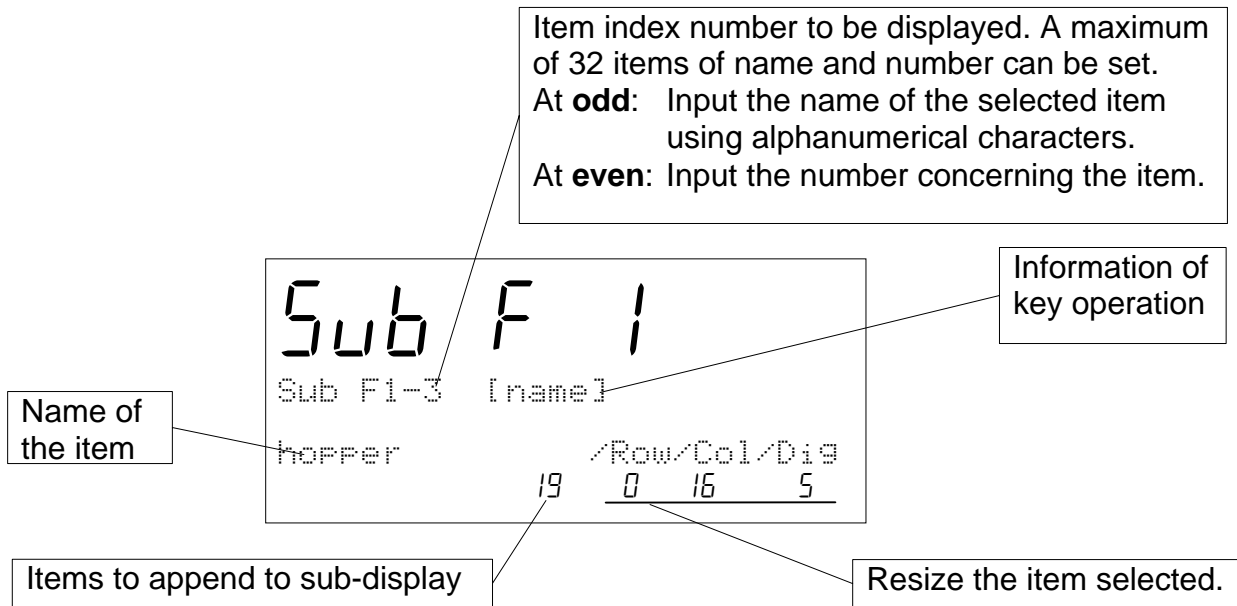 Item index number to be displayed. A maximum
of 32 items of name and number can be set.
At odd: Input the name of the selected item
using alphanumerical characters.
At even: Input the number concerning the item.
Information of
key operation
Sub F 1
Sub F1-3 [name]
Name of
the item
hopper /Row/Col/Dig
19 0 16 5
Items to append to sub-display
Resize the item selected.